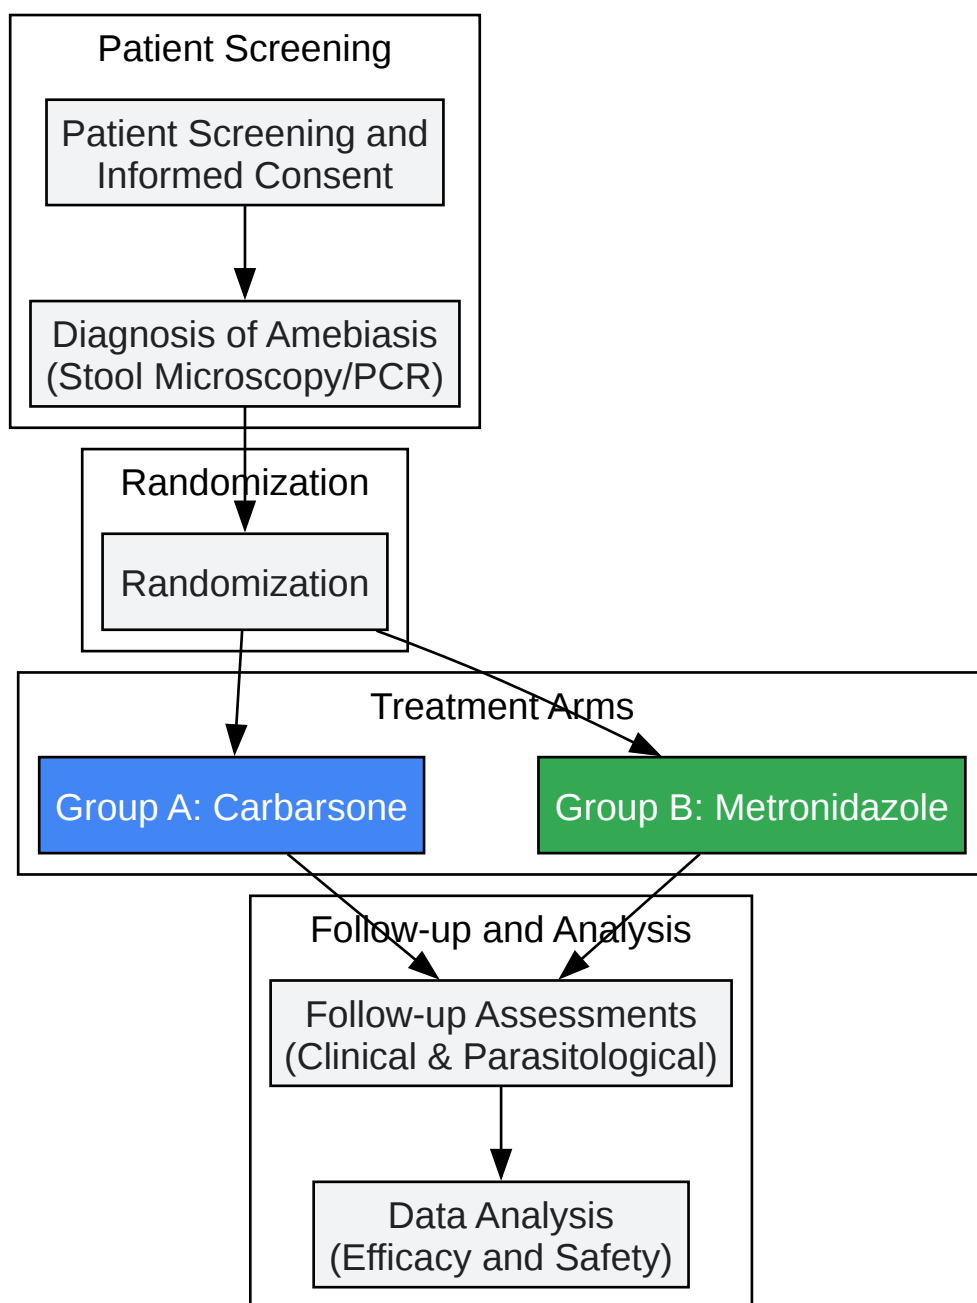 Patient Screening
Patient Screening and
Informed Consent
Diagnosis of Amebiasis
(Stool Microscopy/PCR)
Randomization
Randomization
Treatment Arms
Group A: Carbarsone
Group B: Metronidazole
Follow-up and Analysis
Follow-up Assessments
(Clinical & Parasitological)
Data Analysis
(Efficacy and Safety)